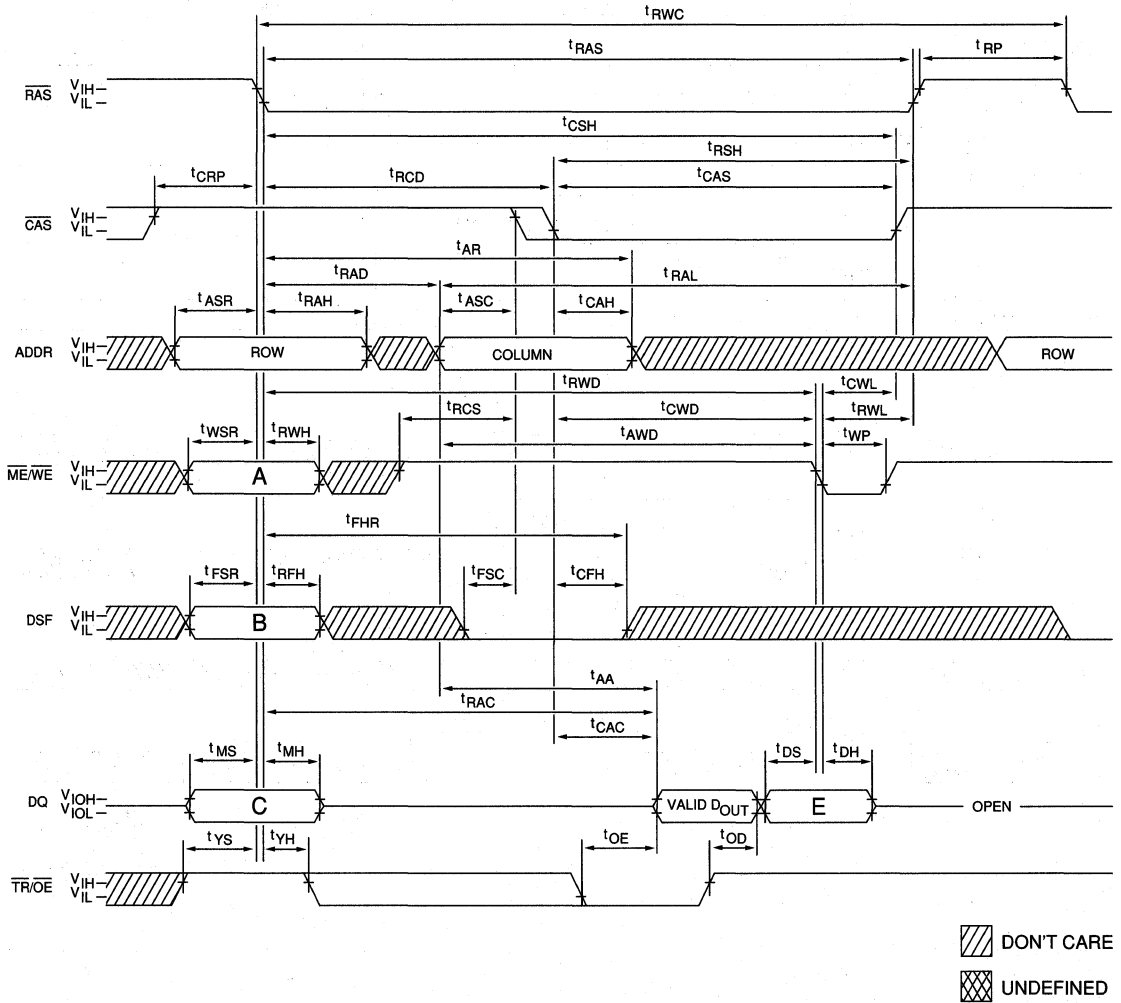 tRWC
tRAS
tRP
RAS VIH
VIL
tCSH
tRSH
tCRP
tRCD
tCAS
CAS VIH
VIL
tAR
tRAD
tRAL
tASR
tRAH
tASC
tCAH
ADDR VIH
VIL
ROW
COLUMN
ROW
tRWD
tCWL
tRCS
tCWD
tRWL
tWSR
tRWH
tAWD
tWP
ME/WE VIH
VIL
A
tFHR
tFSR
tRFH
tFSC
tCFH
DSF VIH
VIL
B
tAA
tRAC
tCAC
tMS
tMH
tDS
tDH
DQ VIOH
VIOL
C
VALID DOUT
E
OPEN
tYS
tYH
tOE
tOD
TR/OE VIH
VIL
DON'T CARE
UNDEFINED